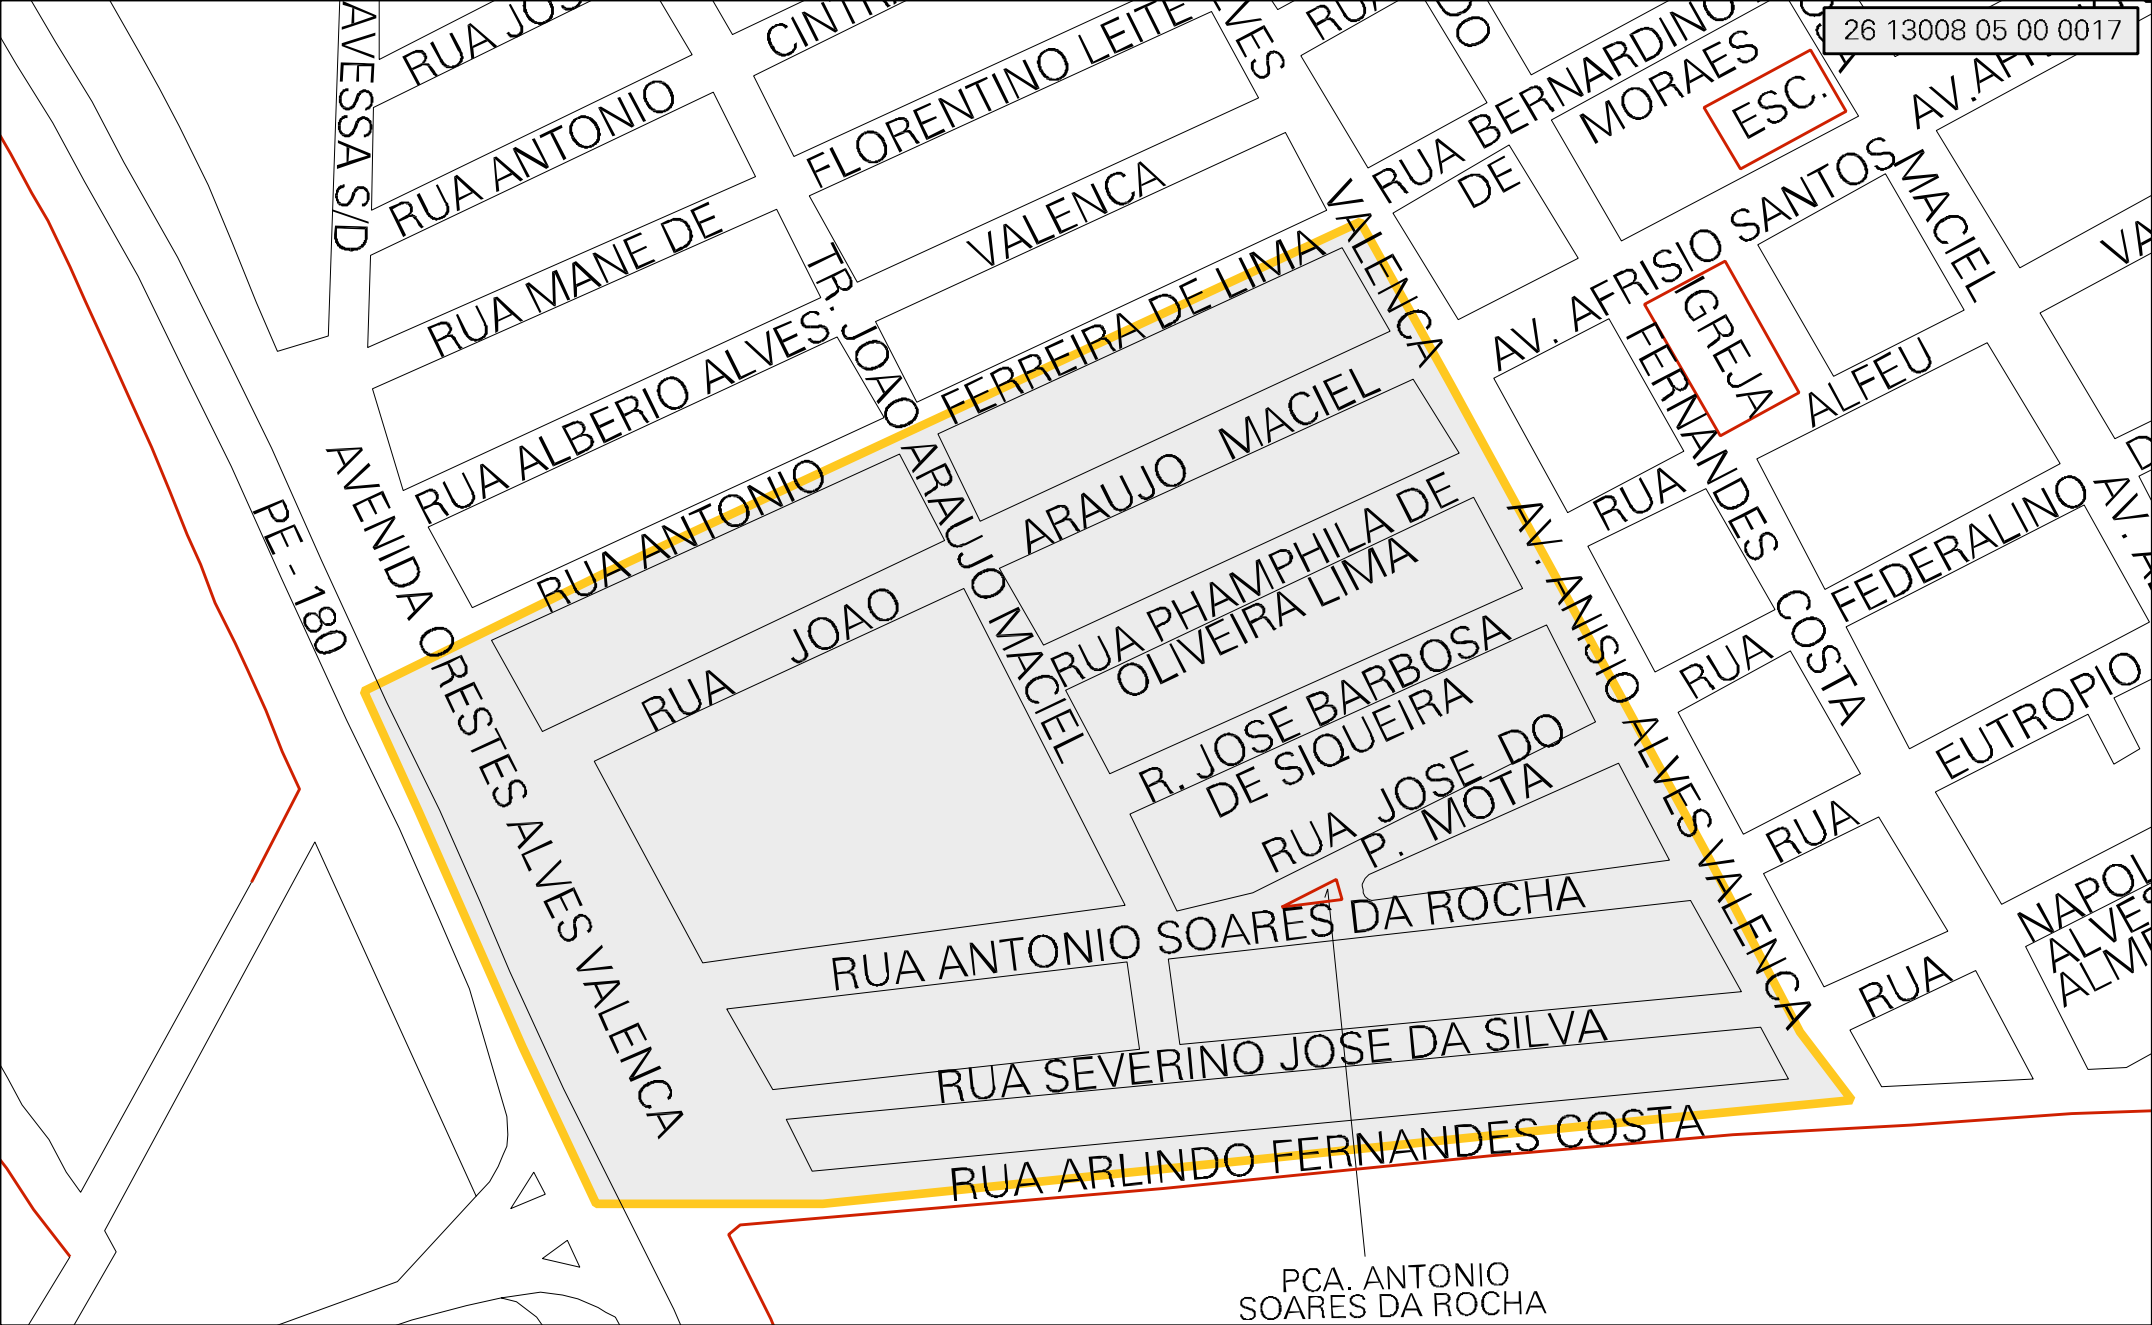 26 13008 05 00 0017
AVESSA S/D
FLORENTINO LEITE
RUA BERNARDINO
DE
MORAES
ESC.
RUA ANTONIO
VALENCA
RUA MANE DE
TR. JOAO ARAUJO MACIEL
VALENCA
AV. AFRISIO SANTOS
MACIEL
IGREJA
FERNANDES COSTA
RUA ALBERIO ALVES
RUA ANTONIO FERREIRA DE LIMA
RUA ALFEU
PE - 180
AVENIDA ORESTES ALVES VALENCA
RUA JOAO ARAUJO MACIEL
RUA PHAMPHILA DE
OLIVEIRA LIMA
AV. ANISIO ALVES VALENCA
RUA FEDERALINO
R. JOSE BARBOSA
DE SIQUEIRA
RUA EUTROPIO
RUA JOSE DO
P. MOTA
RUA ANTONIO SOARES DA ROCHA
RUA
RUA SEVERINO JOSE DA SILVA
RUA ARLINDO FERNANDES COSTA
PCA. ANTONIO
SOARES DA ROCHA